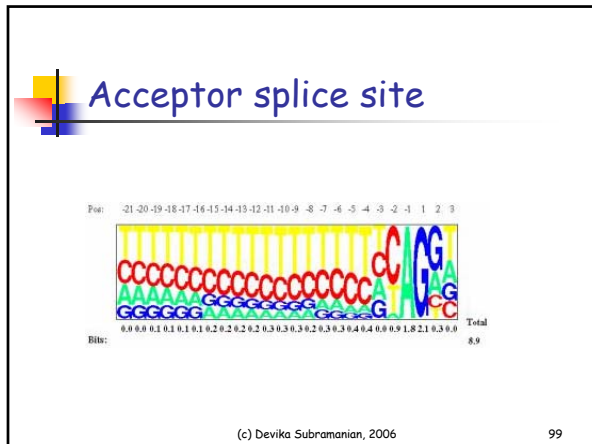 Acceptor splice site
Pos: -21 -20 -19 -18 -17 -16 -15 -14 -13 -12 -11 -10 -9 -8 -7 -6 -5 -4 -3 -2 -1 1 2 3
0.0 0.0 0.1 0.1 0.1 0.1 0.2 0.2 0.2 0.2 0.3 0.3 0.3 0.2 0.3 0.3 0.4 0.4 0.0 0.9 1.8 2.1 0.3 0.0 Total
Bits: 8.9
(c) Devika Subramanian, 2006 99